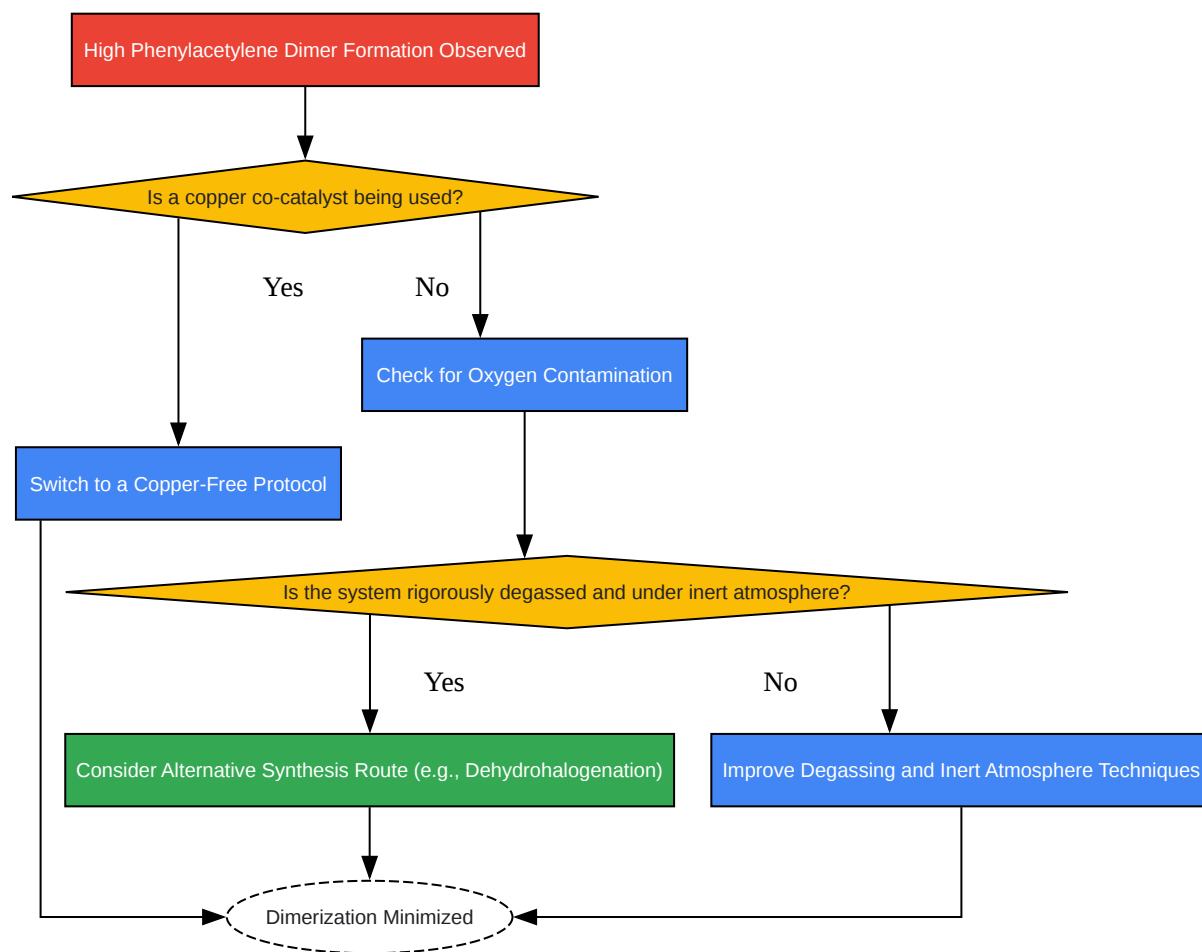 High Phenylacetylene Dimer Formation Observed
Is a copper co-catalyst being used?
Yes
No
Check for Oxygen Contamination
Switch to a Copper-Free Protocol
Is the system rigorously degassed and under inert atmosphere?
Yes
No
Consider Alternative Synthesis Route (e.g., Dehydrohalogenation)
Improve Degassing and Inert Atmosphere Techniques
Dimerization Minimized